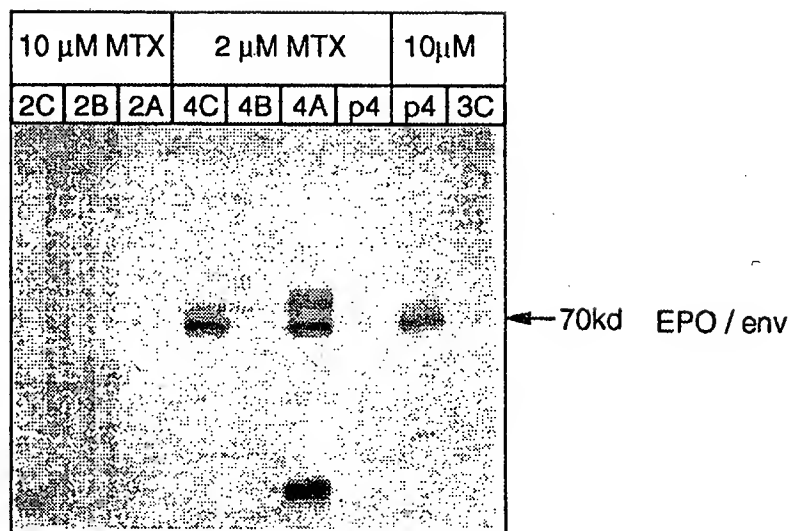 10 µM MTX 2 µM MTX 10µM
2C 2B 2A 4C 4B 4A p4 p4 3C
70kd EPO / env